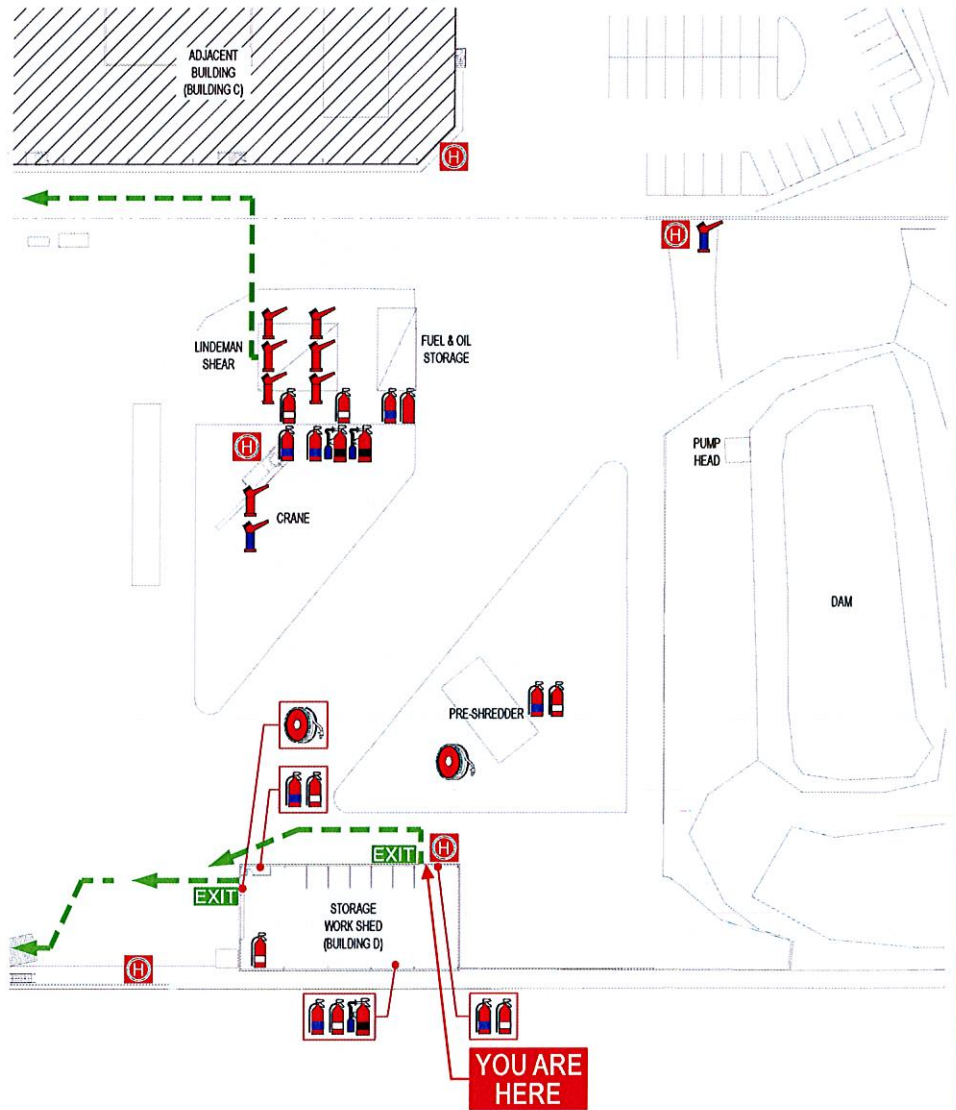 ADJACENT
BUILDING
(BUILDING C)
H
H
LINDEMAN
SHEAR
FUEL & OIL
STORAGE
H
PUMP
HEAD
CRANE
DAM
PRE-SHREDDER
EXIT
H
EXIT
STORAGE
WORK SHED
(BUILDING D)
H
YOU ARE
HERE